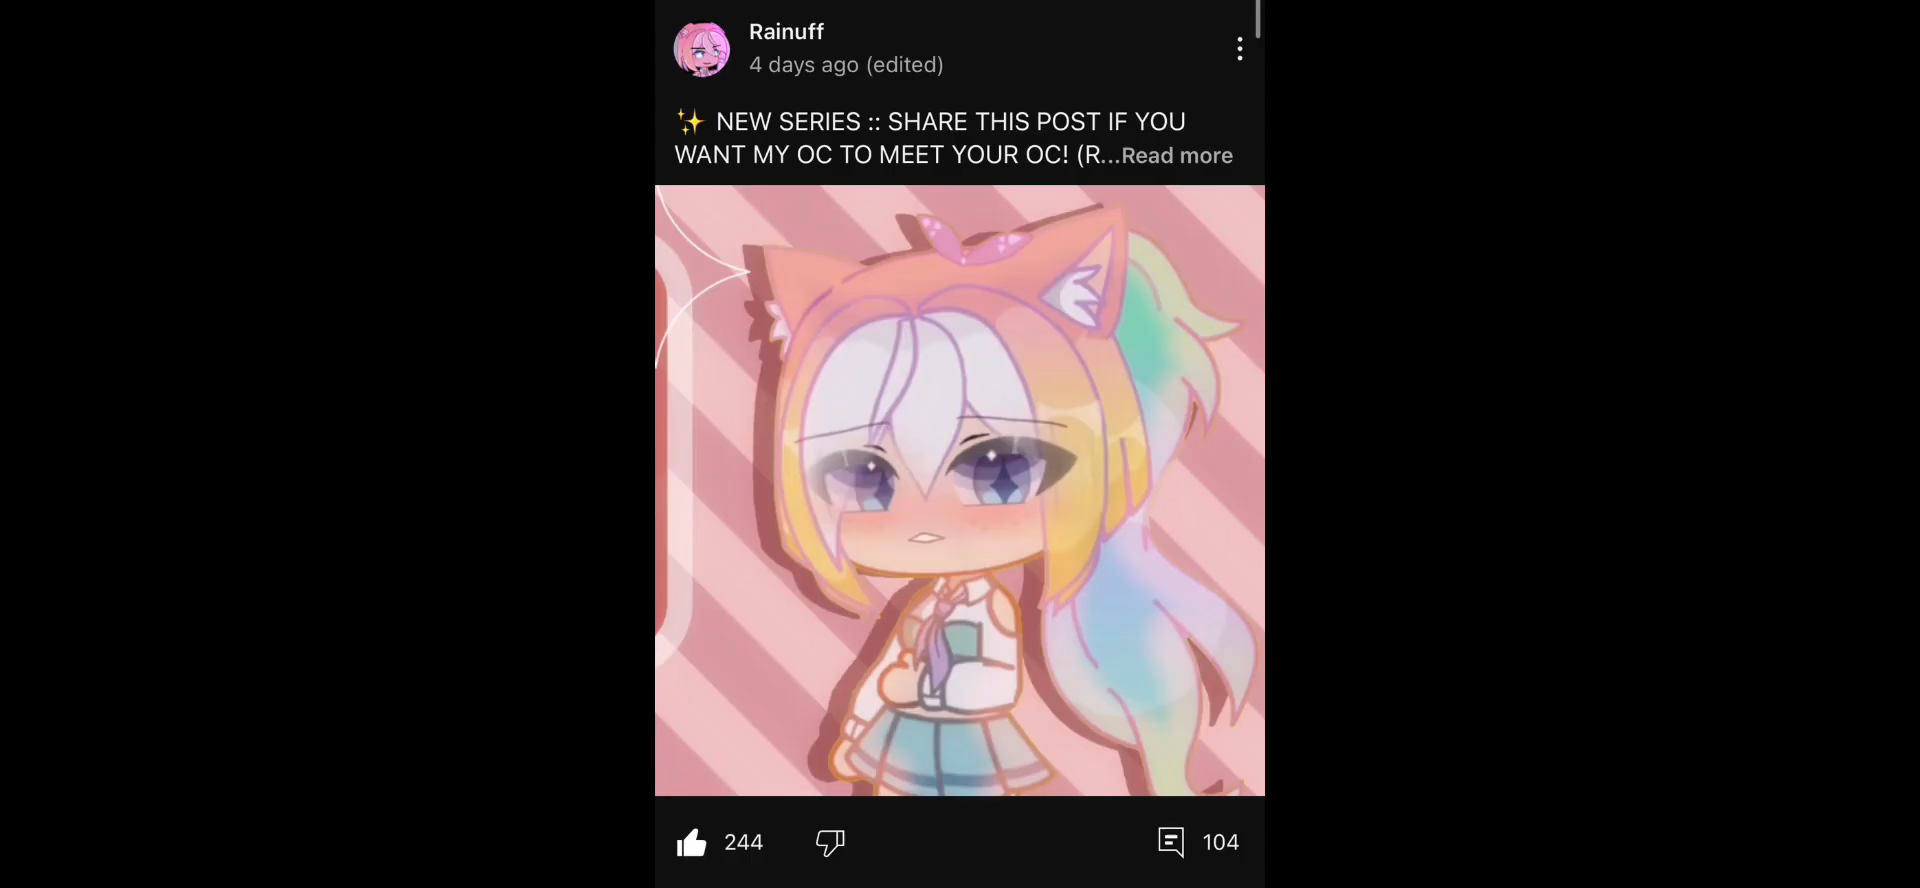 Rainuff
4 days ago (edited)
✨ NEW SERIES :: SHARE THIS POST IF YOU
WANT MY OC TO MEET YOUR OC! (R...Read more
244
104